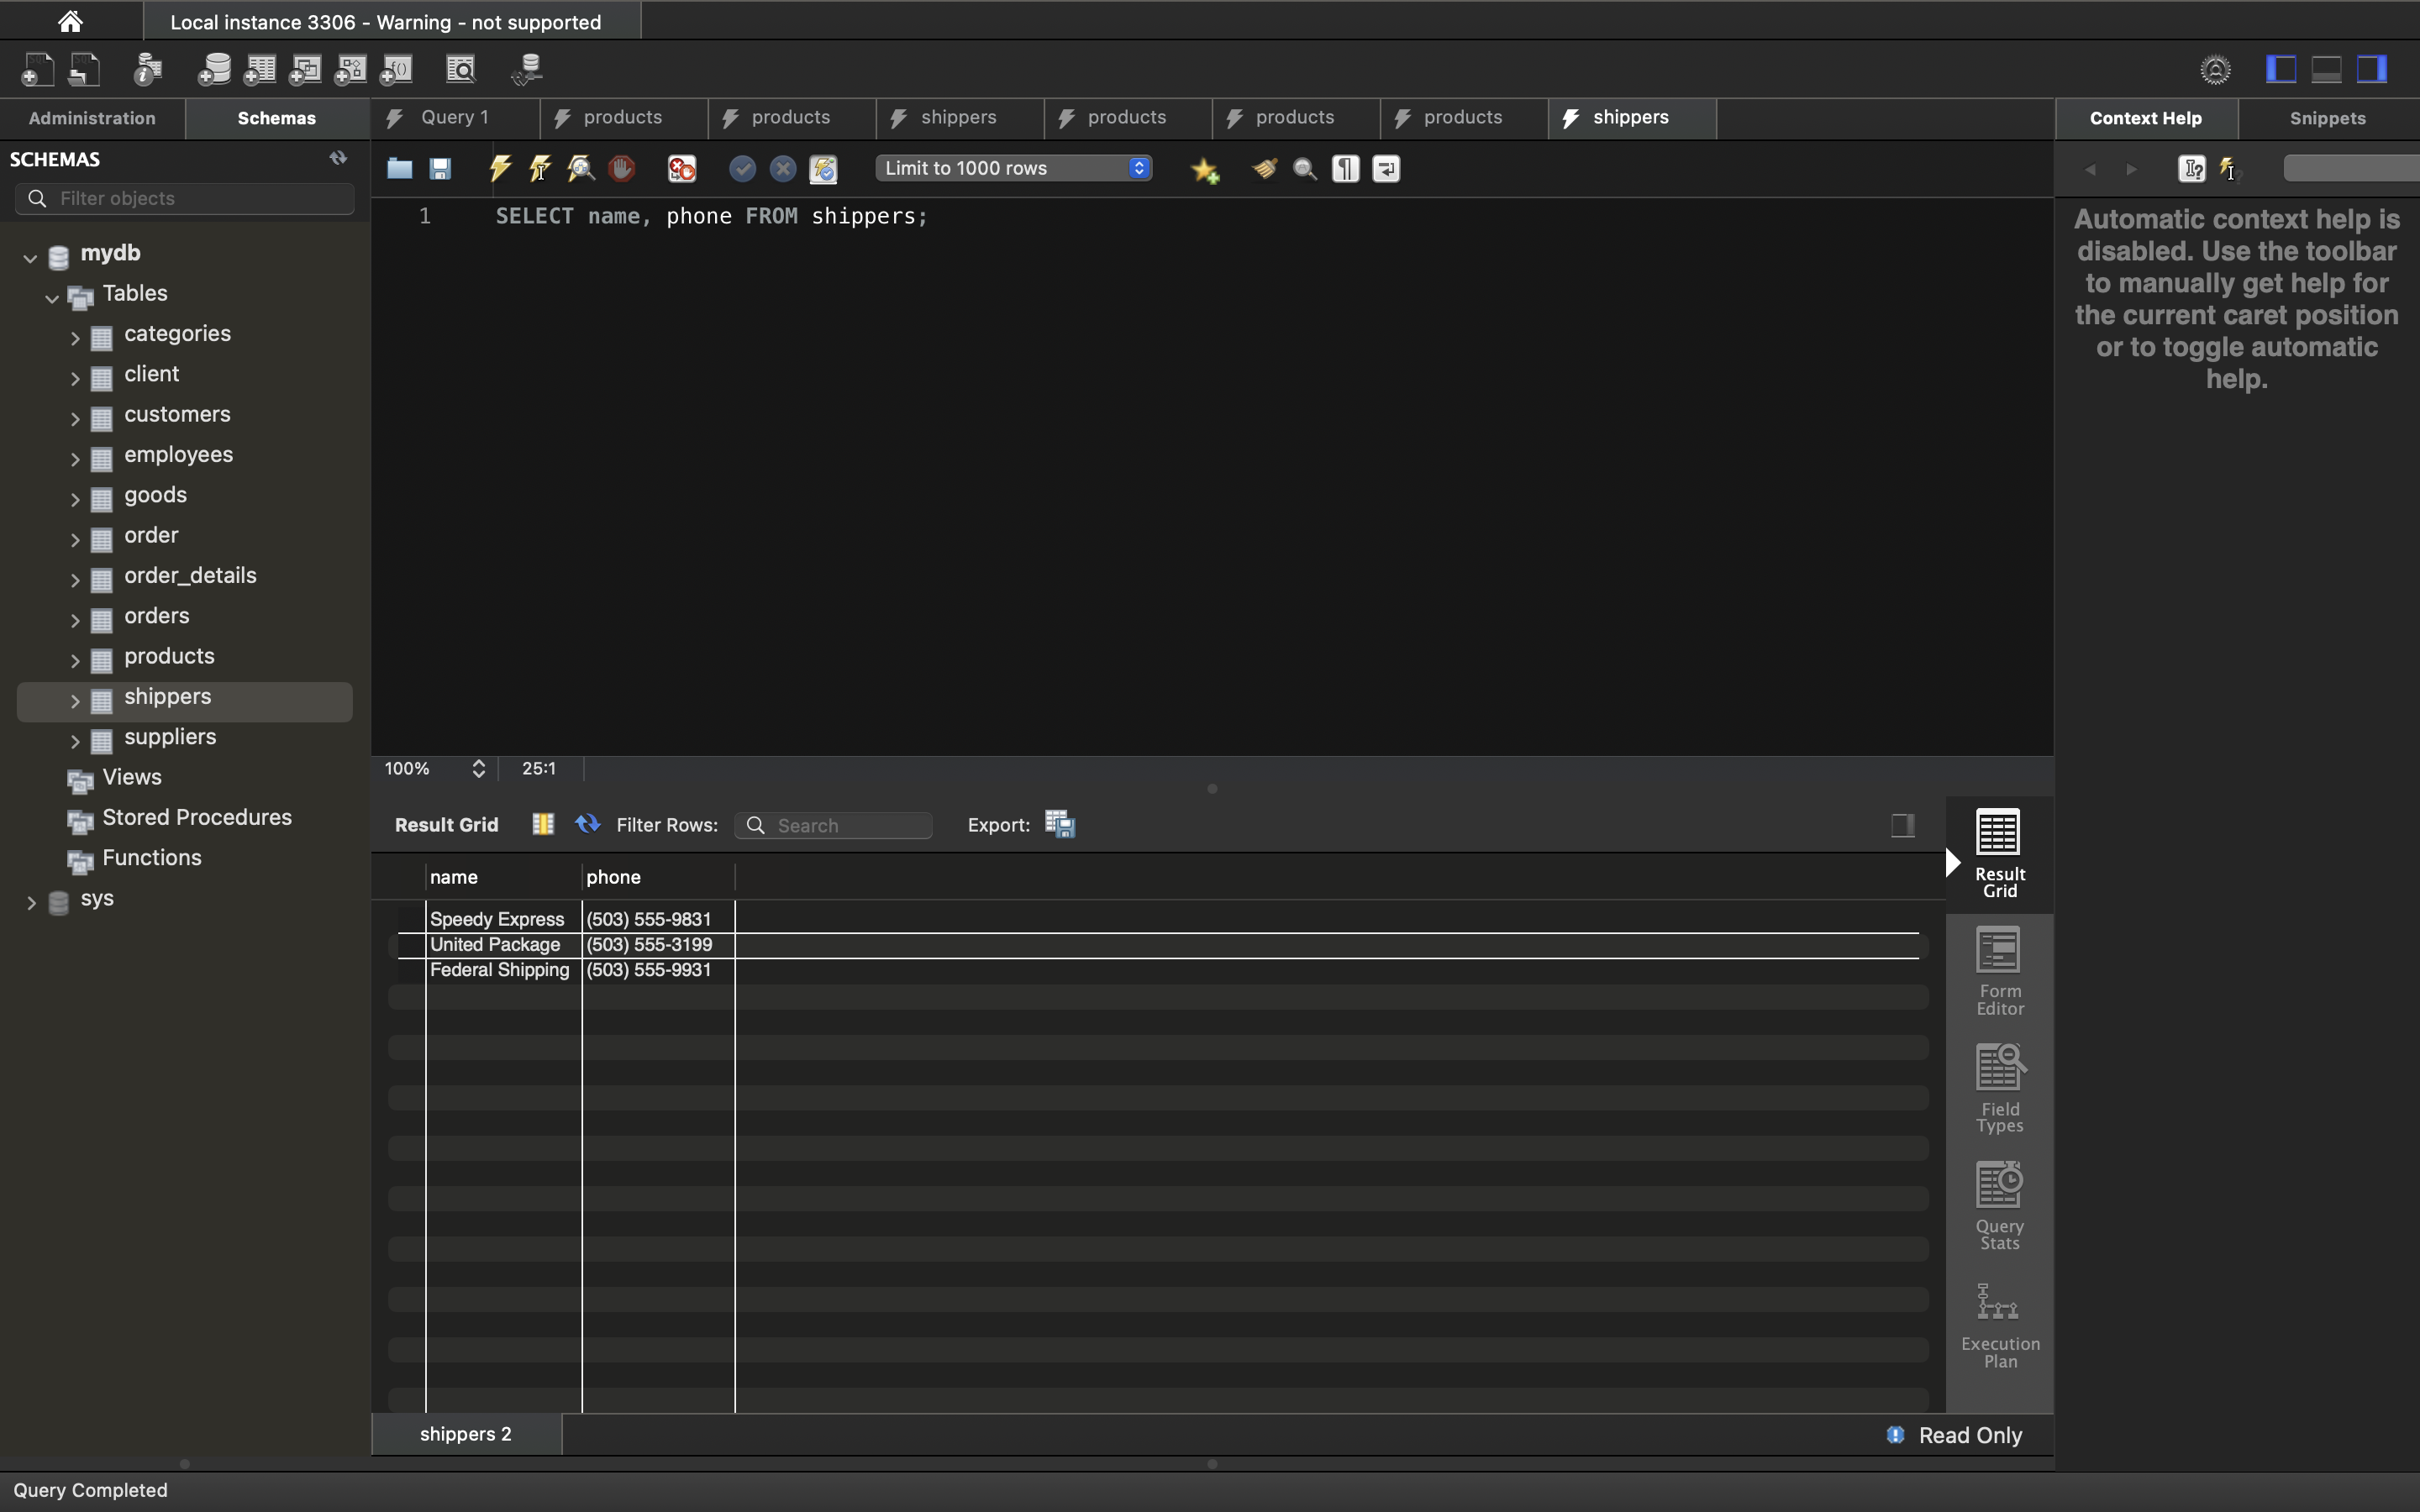 Local instance 3306 - Warning - not supported
Administration
Schemas
Query 1
products
products
shippers
products
products
products
shippers
Context Help
Snippets
SCHEMAS
Filter objects
Limit to 1000 rows
1 SELECT name, phone FROM shippers;
Automatic context help is
disabled. Use the toolbar
to manually get help for
the current caret position
or to toggle automatic
help.
mydb
Tables
categories
client
customers
employees
goods
order
order_details
orders
products
shippers
suppliers
Views
Stored Procedures
Functions
sys
100%
25:1
Result Grid
Filter Rows:
Search
Export:
name phone
Speedy Express (503) 555-9831
United Package (503) 555-3199
Federal Shipping (503) 555-9931
Result
Grid
Form
Editor
Field
Types
Query
Stats
Execution
Plan
shippers 2
Read Only
Query Completed